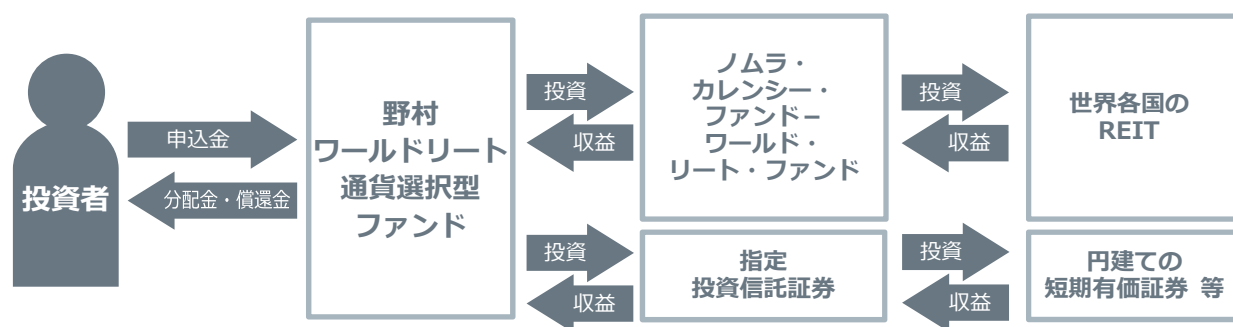 投資者
申込金
分配金・償還金
野村
ワールドリート
通貨選択型
ファンド
投資
収益
ノムラ・
カレンシー・
ファンド－
ワールド・
リート・ファンド
投資
収益
世界各国の
REIT
投資
収益
指定
投資信託証券
投資
収益
円建ての
短期有価証券 等